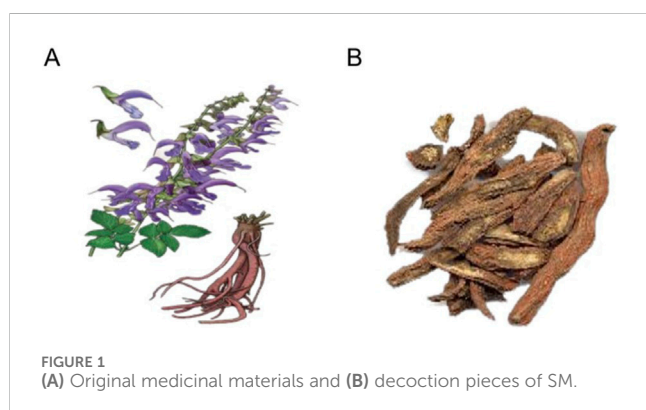 A
B
FIGURE 1
(A) Original medicinal materials and (B) decoction pieces of SM.